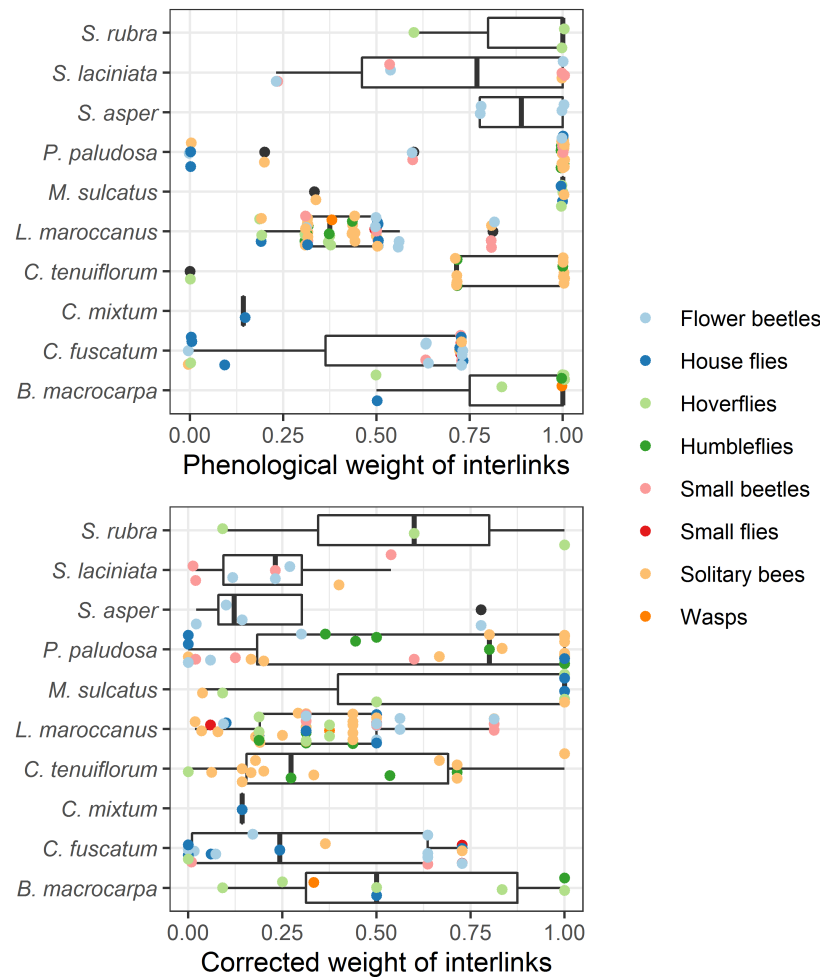 S. rubra
S. laciniata
S. asper
P. paludosa
M. sulcatus
L. maroccanus
C. tenuiflorum
C. mixtum
C. fuscatum
B. macrocarpa
0.00 0.25 0.50 0.75 1.00
Phenological weight of interlinks
Flower beetles
House flies
Hoverflies
Humbleflies
Small beetles
Small flies
Solitary bees
Wasps
S. rubra
S. laciniata
S. asper
P. paludosa
M. sulcatus
L. maroccanus
C. tenuiflorum
C. mixtum
C. fuscatum
B. macrocarpa
0.00 0.25 0.50 0.75 1.00
Corrected weight of interlinks